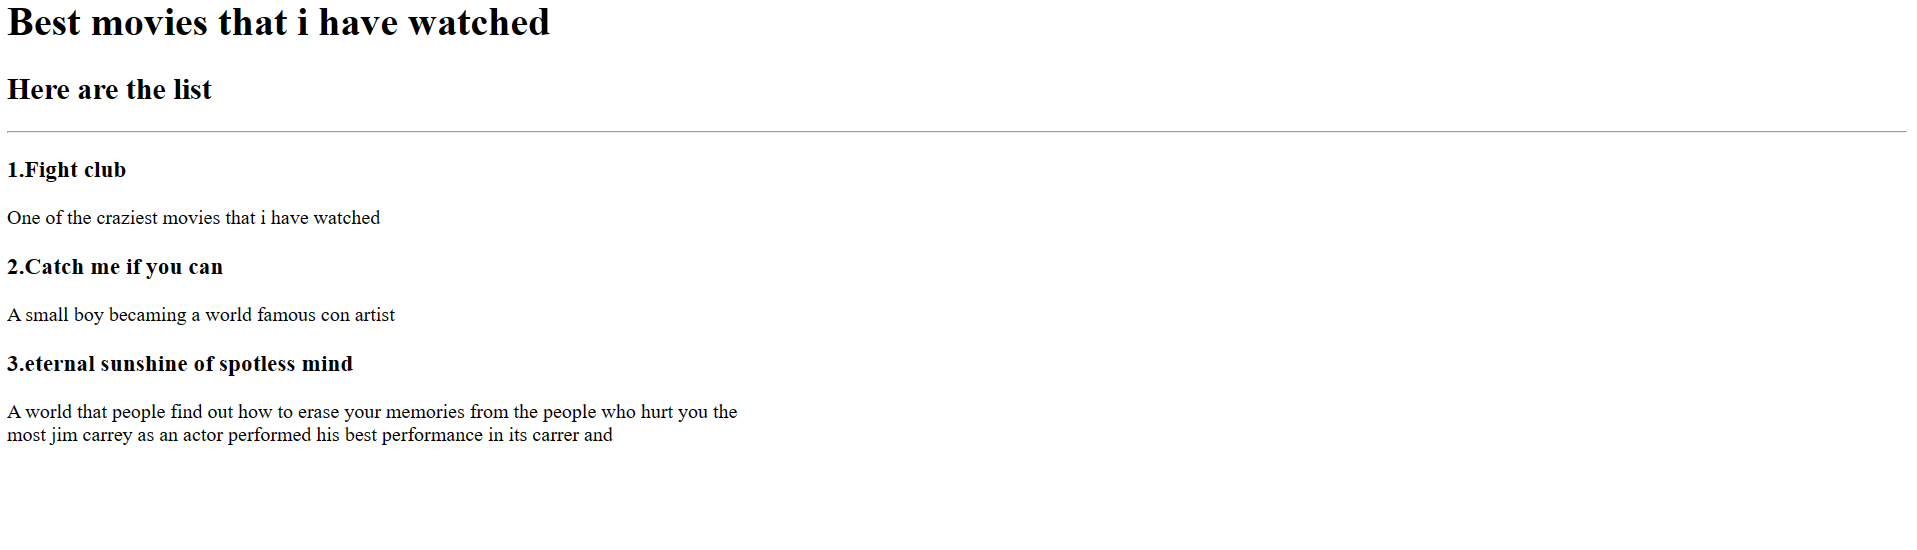 Best movies that i have watched
Here are the list
1.Fight club
One of the craziest movies that i have watched
2.Catch me if you can
A small boy becaming a world famous con artist
3.eternal sunshine of spotless mind
A world that people find out how to erase your memories from the people who hurt you the
most jim carrey as an actor performed his best performance in its carrer and